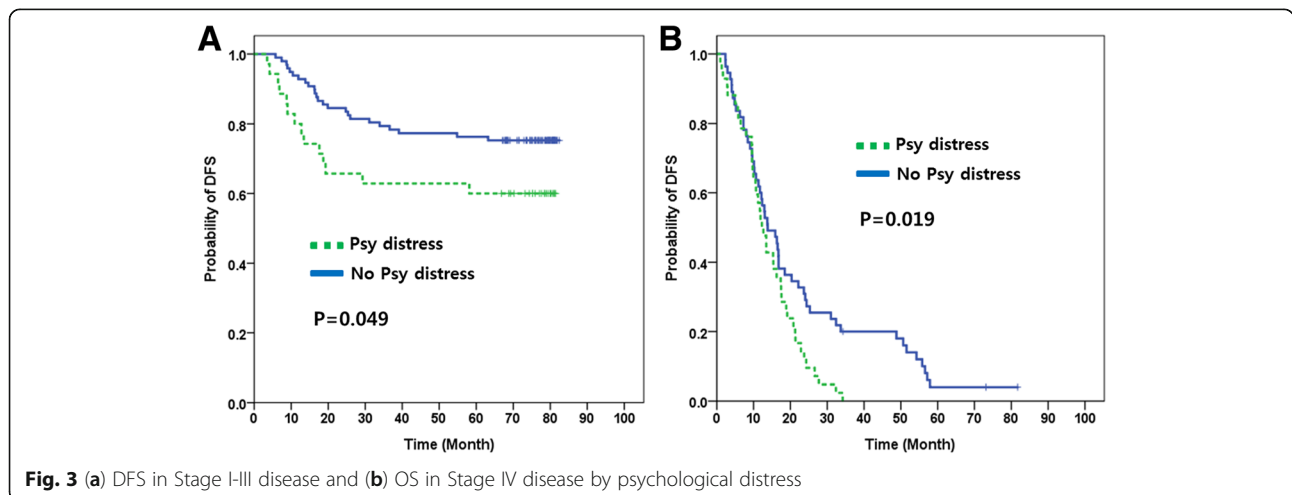 A
1.0
0.8
0.6
0.4
0.2
0.0
Probability of DFS
Psy distress
No Psy distress
P=0.049
0 10 20 30 40 50 60 70 80 90 100
Time (Month)
B
1.0
0.8
0.6
0.4
0.2
0.0
Probability of DFS
Psy distress
No Psy distress
P=0.019
0 10 20 30 40 50 60 70 80 90 100
Time (Month)
Fig. 3 (a) DFS in Stage I-III disease and (b) OS in Stage IV disease by psychological distress